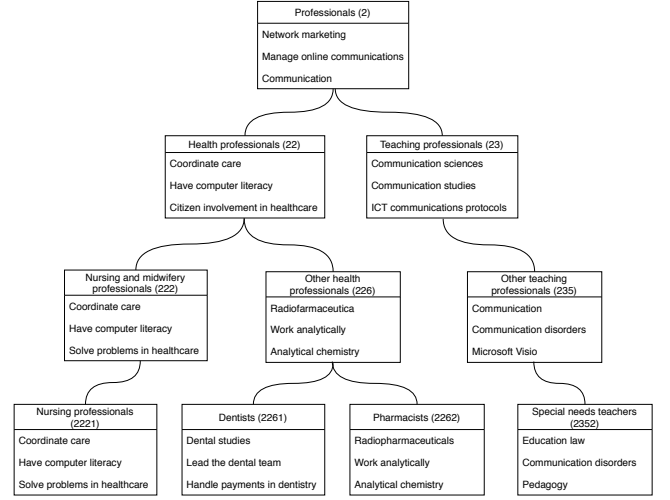 Professionals (2)
Network marketing
Manage online communications
Communication
Health professionals (22)
Coordinate care
Have computer literacy
Citizen involvement in healthcare
Teaching professionals (23)
Communication sciences
Communication studies
ICT communications protocols
Nursing and midwifery
professionals (222)
Coordinate care
Have computer literacy
Solve problems in healthcare
Other health
professionals (226)
Radiofarmaceutica
Work analytically
Analytical chemistry
Other teaching
professionals (235)
Communication
Communication disorders
Microsoft Visio
Nursing professionals
(2221)
Coordinate care
Have computer literacy
Solve problems in healthcare
Dentists (2261)
Dental studies
Lead the dental team
Handle payments in dentistry
Pharmacists (2262)
Radiopharmaceuticals
Work analytically
Analytical chemistry
Special needs teachers
(2352)
Education law
Communication disorders
Pedagogy